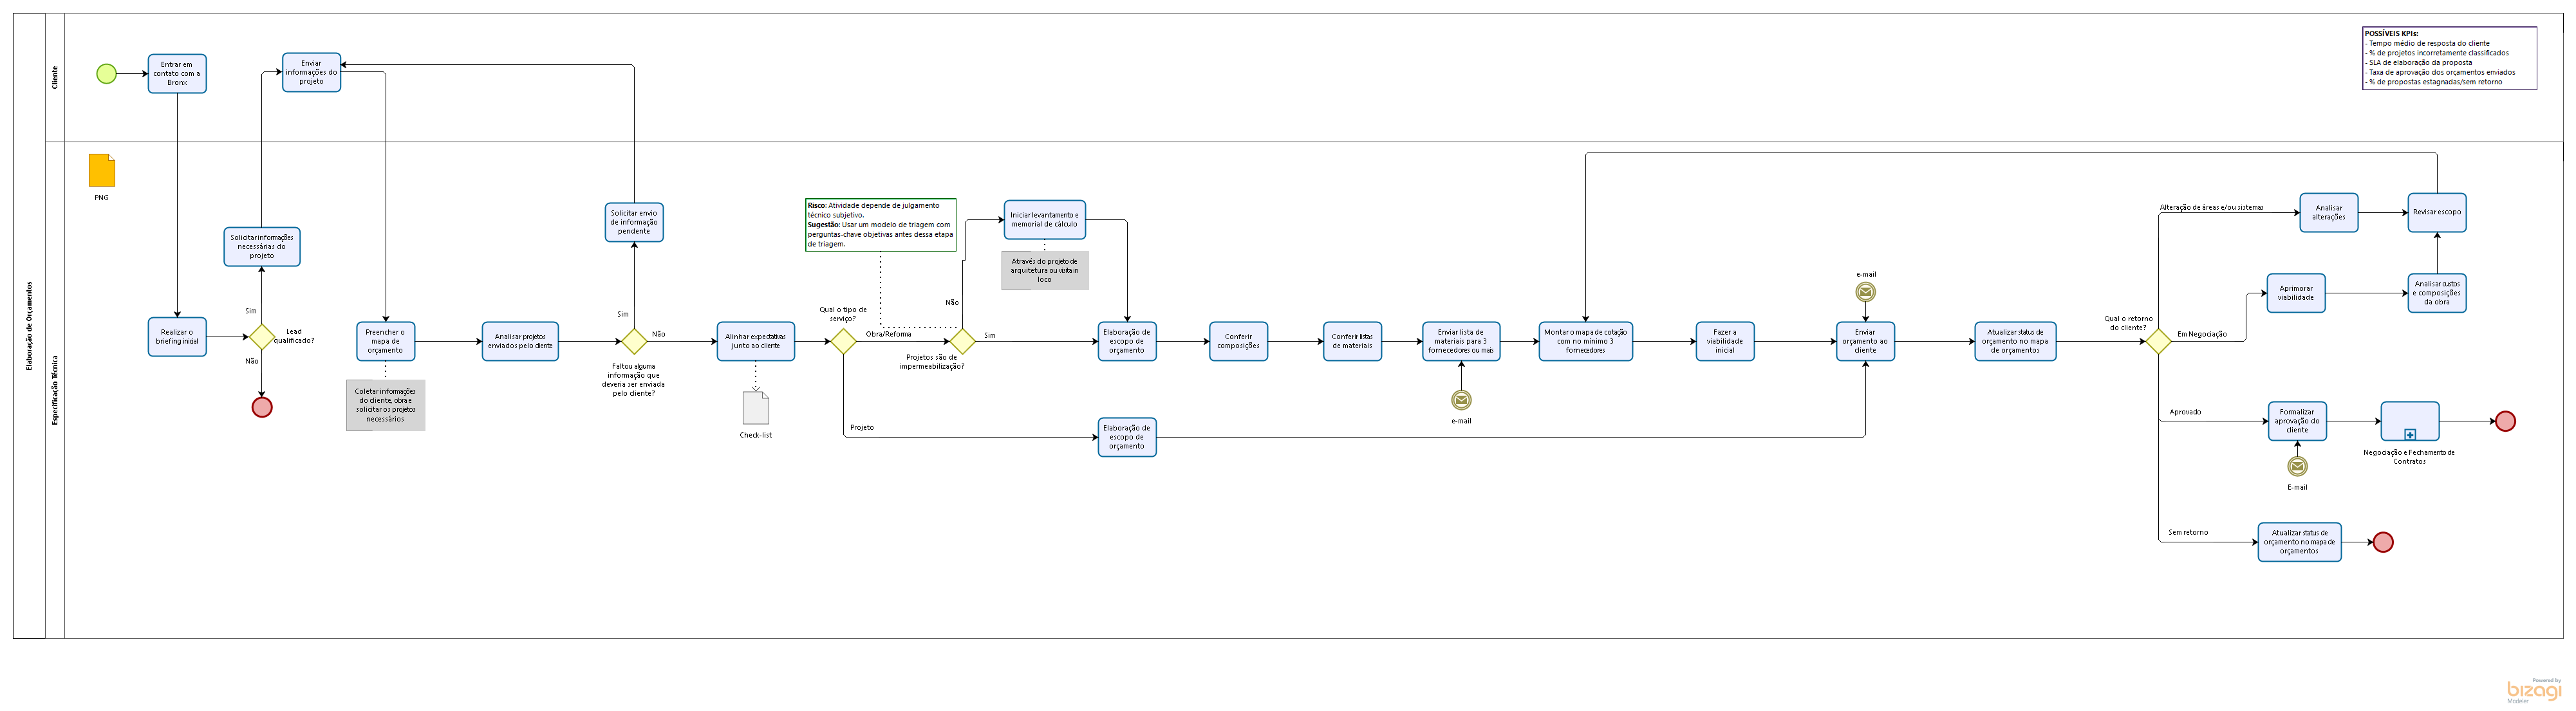 Elaboração de Orçamentos
Cliente
Entrar em
contato com a
Bronx
Enviar
informações do
projeto
POSSÍVEIS KPIs:
- Tempo médio de resposta do cliente
- % de projetos incorretamente classificados
- SLA de elaboração da proposta
- Taxa de aprovação dos orçamentos enviados
- % de propostas estagnadas/sem retorno
Especificação Técnica
PNG
Realizar o
briefing inicial
Lead
qualificado?
Sim
Não
Solicitar informações
necessárias do
projeto
Preencher o
mapa de
orçamento
Coletar informações
do cliente, obra e
solicitar os projetos
necessários
Analisar projetos
enviados pelo cliente
Faltou alguma
informação que
deveria ser enviada
pelo cliente?
Sim
Não
Solicitar envio
de informação
pendente
Alinhar expectativas
junto ao cliente
Check-list
Qual o tipo de
serviço?
Obra/Reforma
Projeto
Risco: Atividade depende de julgamento
técnico subjetivo.
Sugestão: Usar um modelo de triagem com
perguntas-chave objetivas antes dessa etapa
de triagem.
Projetos são de
impermeabilização?
Não
Sim
Iniciar levantamento e
memorial de cálculo
Através do projeto de
arquitetura ou visita in
loco
Elaboração de
escopo de
orçamento
Elaboração de
escopo de
orçamento
Conferir
composições
Conferir listas
de materiais
Enviar lista de
materiais para 3
fornecedores ou mais
e-mail
Montar o mapa de cotação
com no mínimo 3
fornecedores
Fazer a
viabilidade
inicial
e-mail
Enviar
orçamento ao
cliente
Atualizar status de
orçamento no mapa
de orçamentos
Qual o retorno
do cliente?
Alteração de áreas e/ou sistemas
Analisar
alterações
Revisar escopo
Em Negociação
Aprimorar
viabilidade
Analisar custos
e composições
da obra
Aprovado
Formalizar
aprovação do
cliente
E-mail
Negociação e Fechamento de
Contratos
Sem retorno
Atualizar status de
orçamento no mapa de
orçamentos
Powered by
bizagi
Modeler